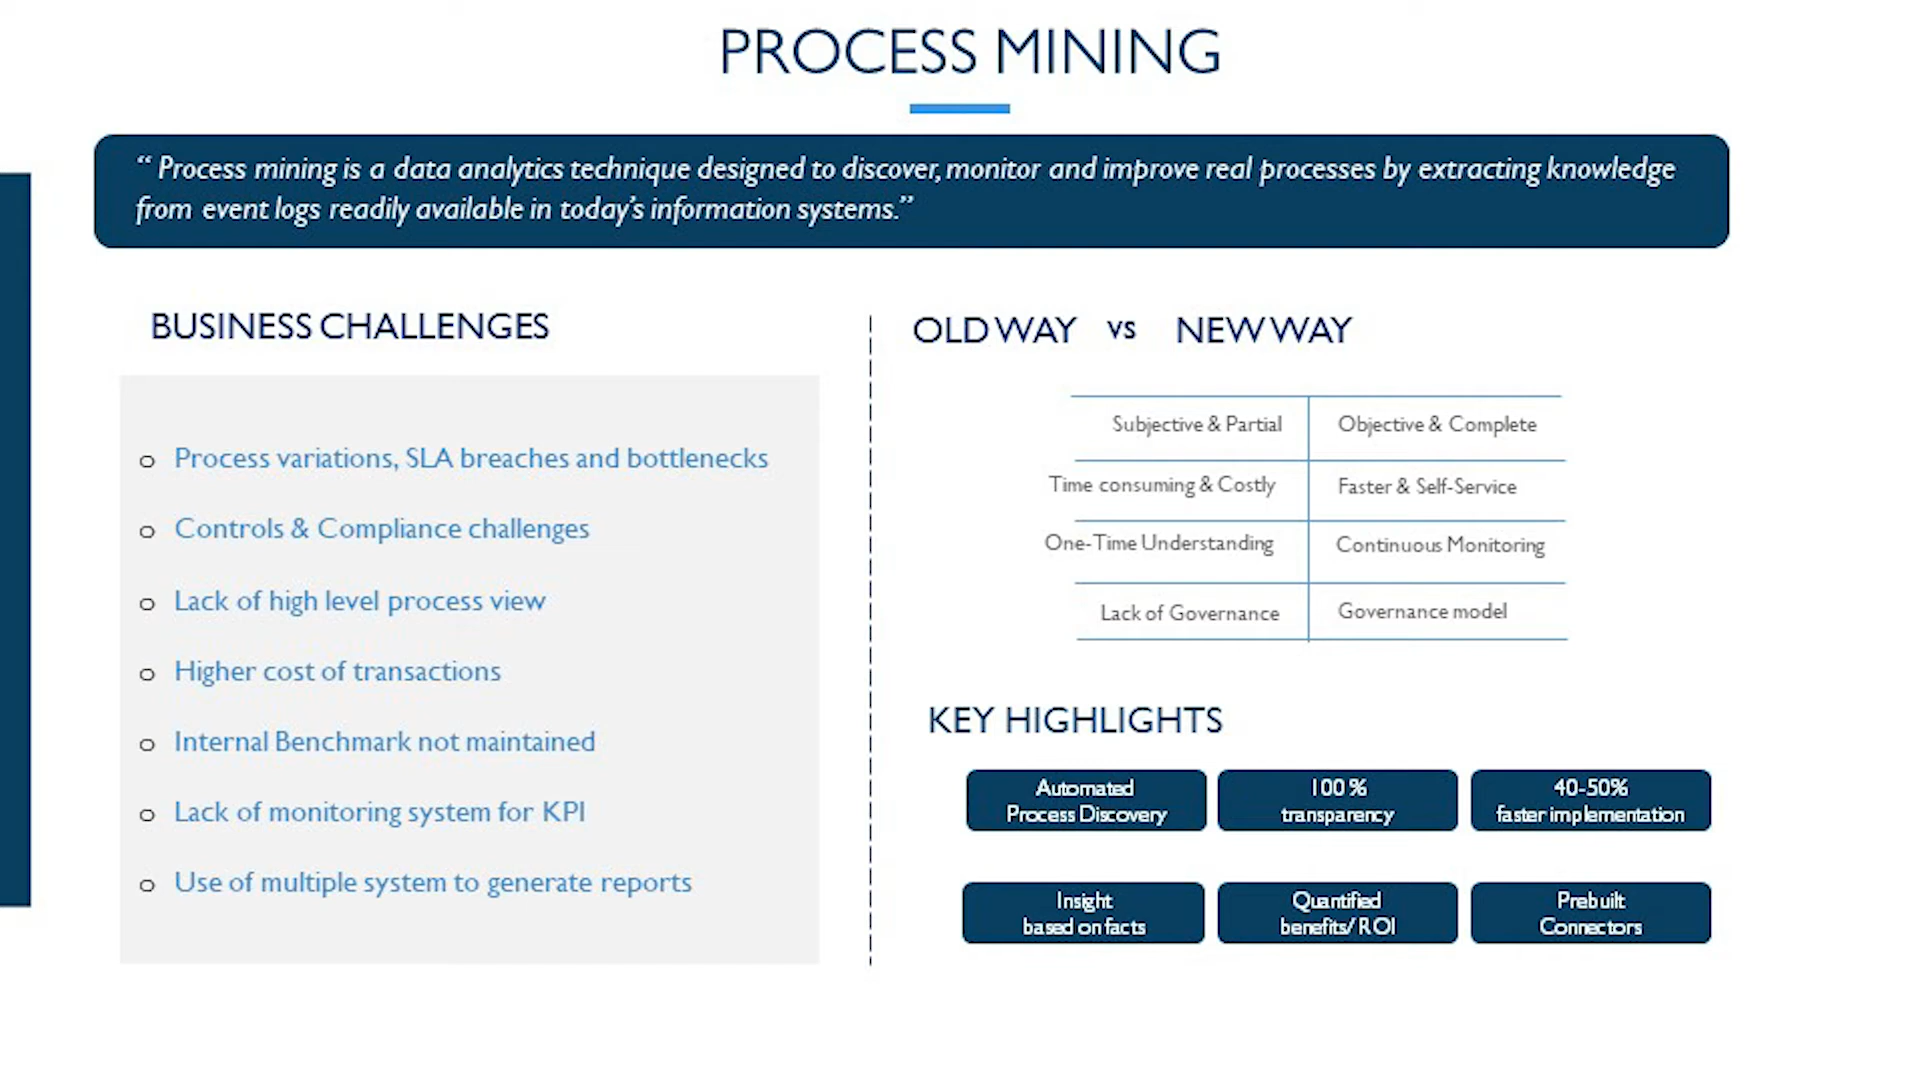 PROCESS MINING
“ Process mining is a data analytics technique designed to discover, monitor and improve real processes by extracting knowledge
from event logs readily available in today’s information systems.”
BUSINESS CHALLENGES
o Process variations, SLA breaches and bottlenecks
o Controls & Compliance challenges
o Lack of high level process view
o Higher cost of transactions
o Internal Benchmark not maintained
o Lack of monitoring system for KPI
o Use of multiple system to generate reports
OLD WAY vs NEW WAY
Subjective & Partial Objective & Complete
Time consuming & Costly Faster & Self-Service
One-Time Understanding Continuous Monitoring
Lack of Governance Governance model
KEY HIGHLIGHTS
Automated
Process Discovery
100 %
transparency
40-50%
faster implementation
Insight
based on facts
Quantified
benefits/ ROI
Prebuilt
Connectors